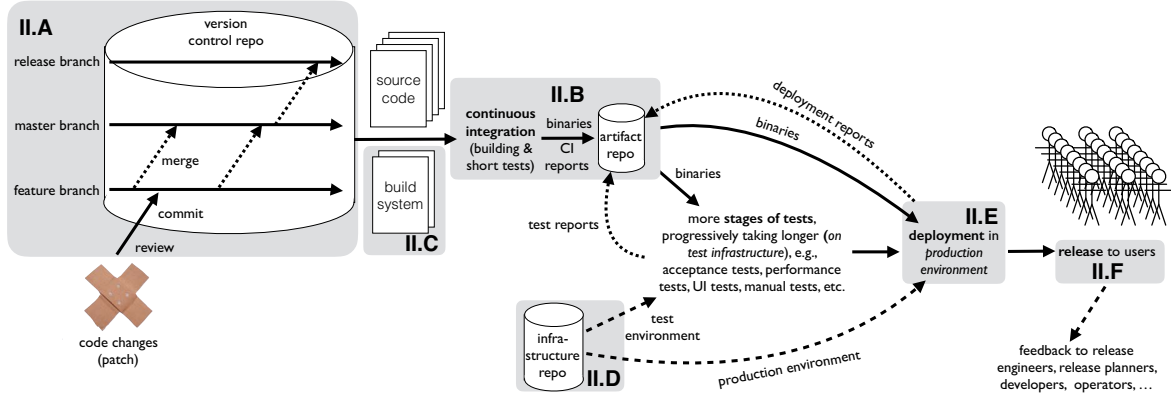 II.A
version
control repo
release branch
master branch
merge
feature branch
commit
review
code changes
(patch)
source
code
build
system
II.C
II.B
continuous
integration
(building &
short tests)
binaries
CI
reports
artifact
repo
deployment reports
binaries
binaries
test reports
more stages of tests,
progressively taking longer (on
test infrastructure), e.g.,
acceptance tests, performance
tests, UI tests, manual tests, etc.
infra-
structure
repo
II.D
test
environment
production environment
II.E
deployment in
production
environment
release to users
II.F
feedback to release
engineers, release planners,
developers, operators, ...